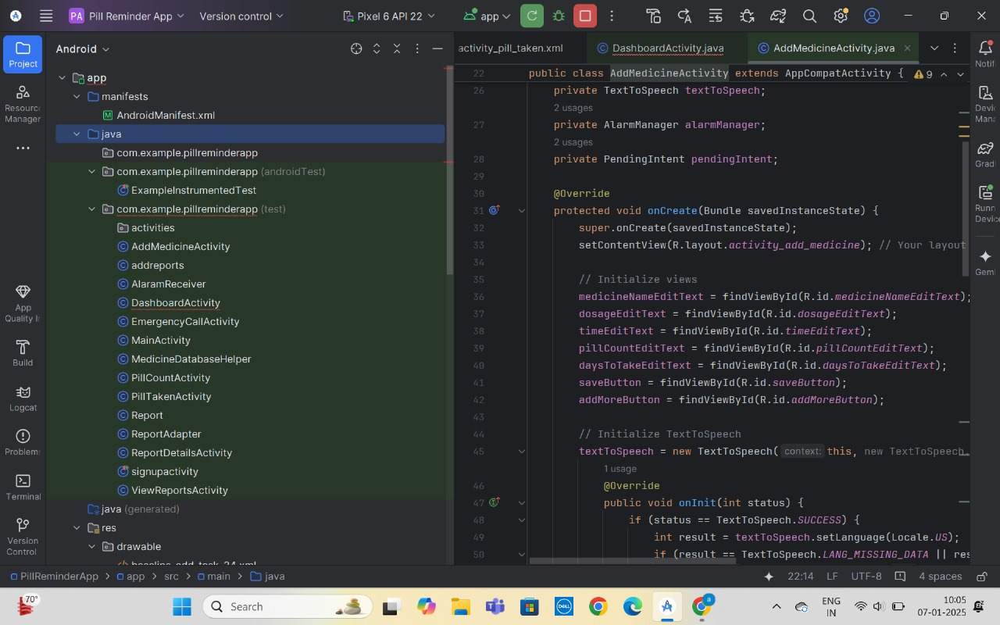 PA Pill Reminder App Version control Pixel 6 API 22 app
Project
Resourc
Manager
App
Quality In
Build
Logcat
Problem
Terminal
Version
Control
Android
app
manifests
AndroidManifest.xml
java
com.example.pillreminderapp
com.example.pillreminderapp (androidTest)
ExampleInstrumentedTest
com.example.pillreminderapp (test)
activities
AddMedicineActivity
addreports
AlaramReceiver
DashboardActivity
EmergencyCallActivity
MainActivity
MedicineDatabaseHelper
PillCountActivity
PillTakenActivity
Report
ReportAdapter
ReportDetailsActivity
signupactivity
ViewReportsActivity
java (generated)
res
drawable
baseline_add_task_24.xml
activity_pill_taken.xml DashboardActivity.java AddMedicineActivity.java
22 public class AddMedicineActivity extends AppCompatActivity { 9
26 private TextToSpeech textToSpeech;
2 usages
27 private AlarmManager alarmManager;
2 usages
28 private PendingIntent pendingIntent;
29
30 @Override
31 protected void onCreate(Bundle savedInstanceState) {
32 super.onCreate(savedInstanceState);
33 setContentView(R.layout.activity_add_medicine); // Your layout
34
35 // Initialize views
36 medicineNameEditText = findViewById(R.id.medicineNameEditText);
37 dosageEditText = findViewById(R.id.dosageEditText);
38 timeEditText = findViewById(R.id.timeEditText);
39 pillCountEditText = findViewById(R.id.pillCountEditText);
40 daysToTakeEditText = findViewById(R.id.daysToTakeEditText);
41 saveButton = findViewById(R.id.saveButton);
42 addMoreButton = findViewById(R.id.addMoreButton);
43
44 // Initialize TextToSpeech
45 textToSpeech = new TextToSpeech( context: this, new TextToSpeech.
1 usage
46 @Override
47 public void onInit(int status) {
48 if (status == TextToSpeech.SUCCESS) {
49 int result = textToSpeech.setLanguage(Locale.US);
50 if (result == TextToSpeech.LANG_MISSING_DATA || res
Notifi
Devic
Mana
Gradl
Runn
Device
Gemi
PillReminderApp > app > src > main > java
22:14 LF UTF-8 4 spaces
70°
Search
DELL
a
ENG
IN
10:05
07-01-2025